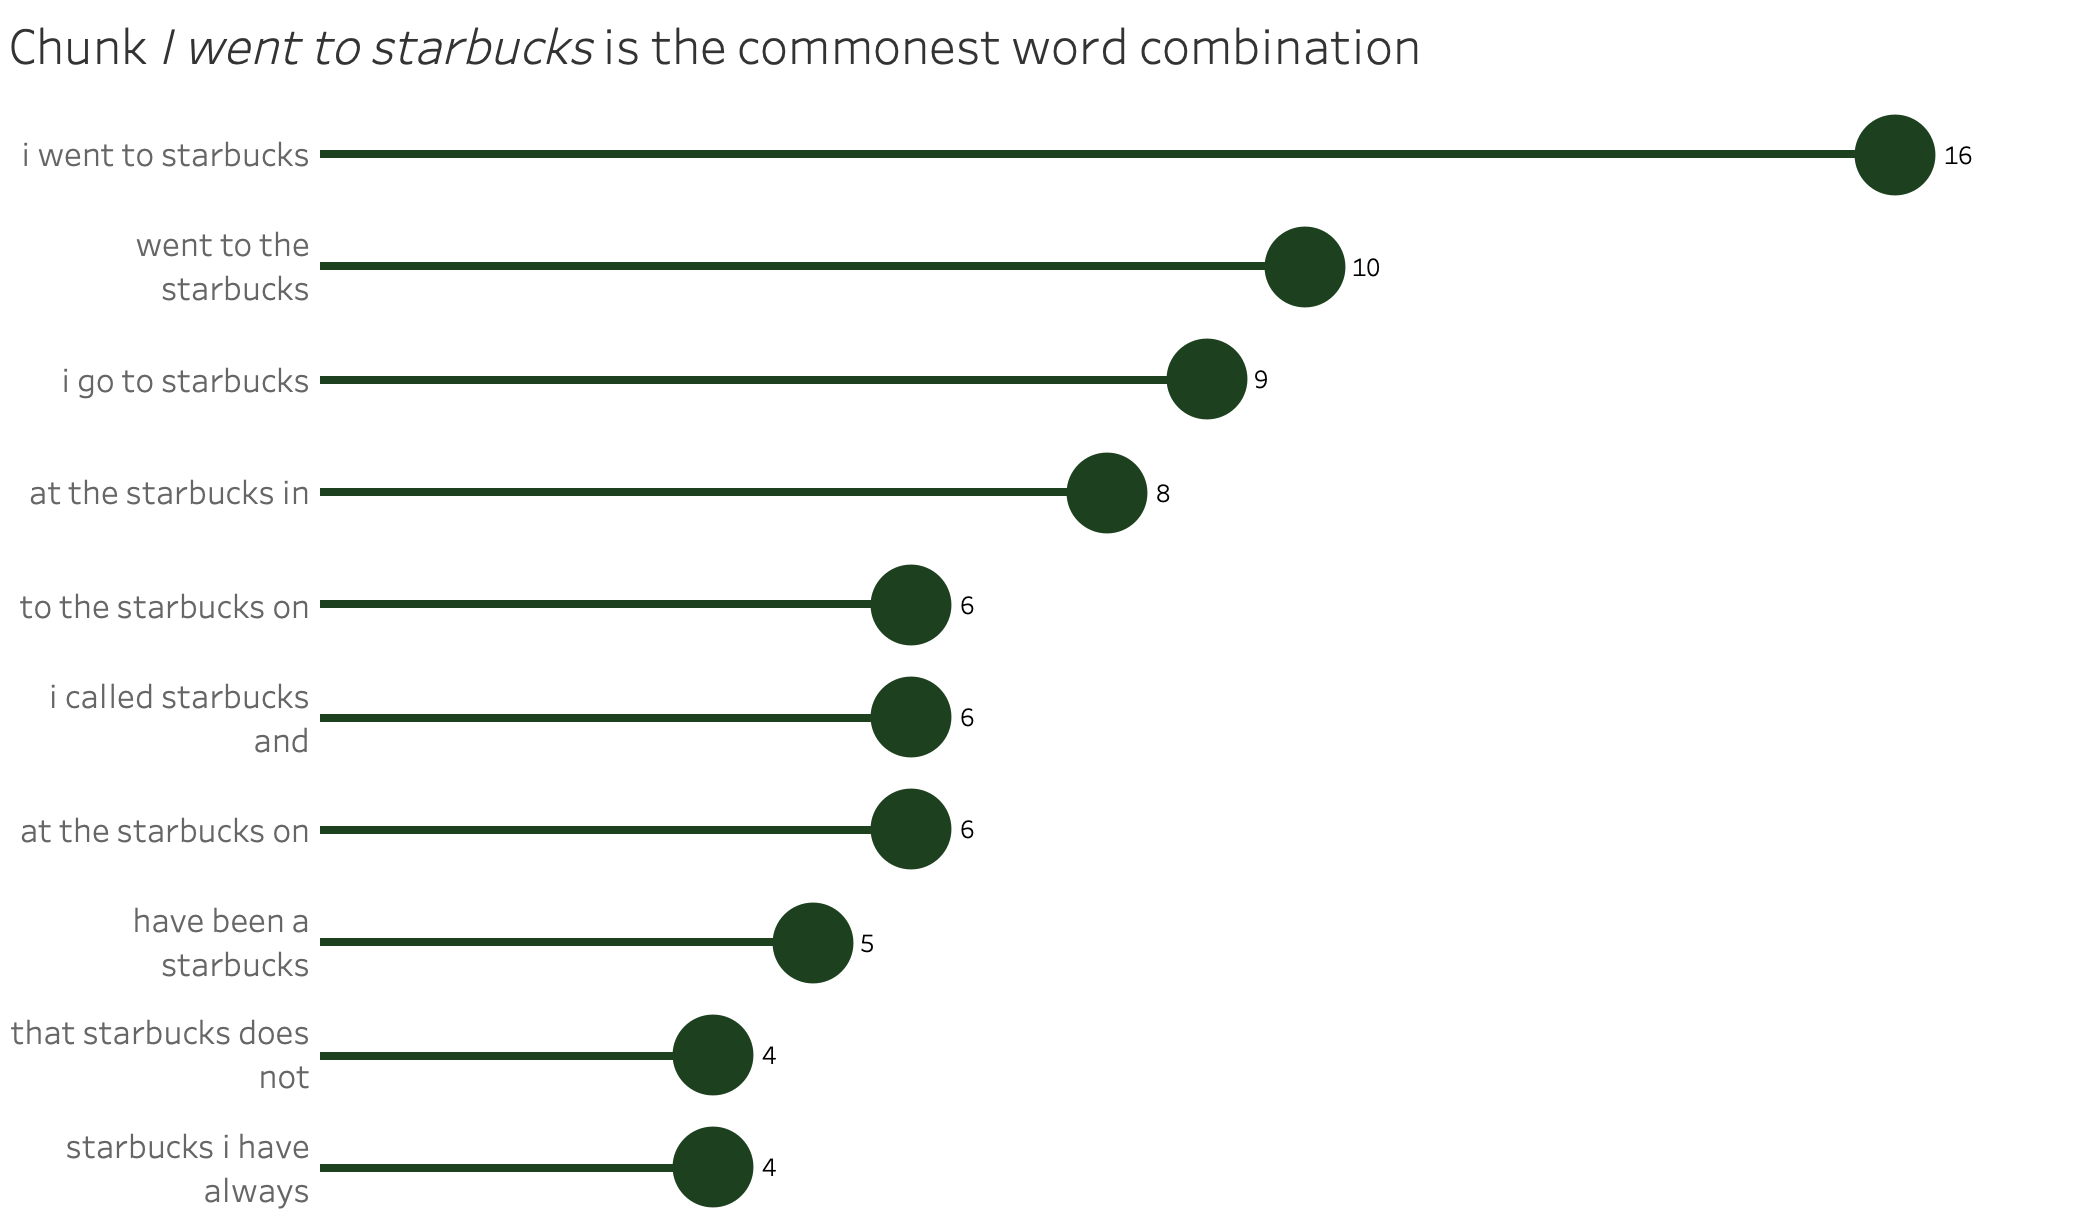 Chunk I went to starbucks is the commonest word combination
i went to starbucks
16
went to the
starbucks
10
i go to starbucks
9
at the starbucks in
8
to the starbucks on
6
i called starbucks
and
6
at the starbucks on
6
have been a
starbucks
5
that starbucks does
not
4
starbucks i have
always
4